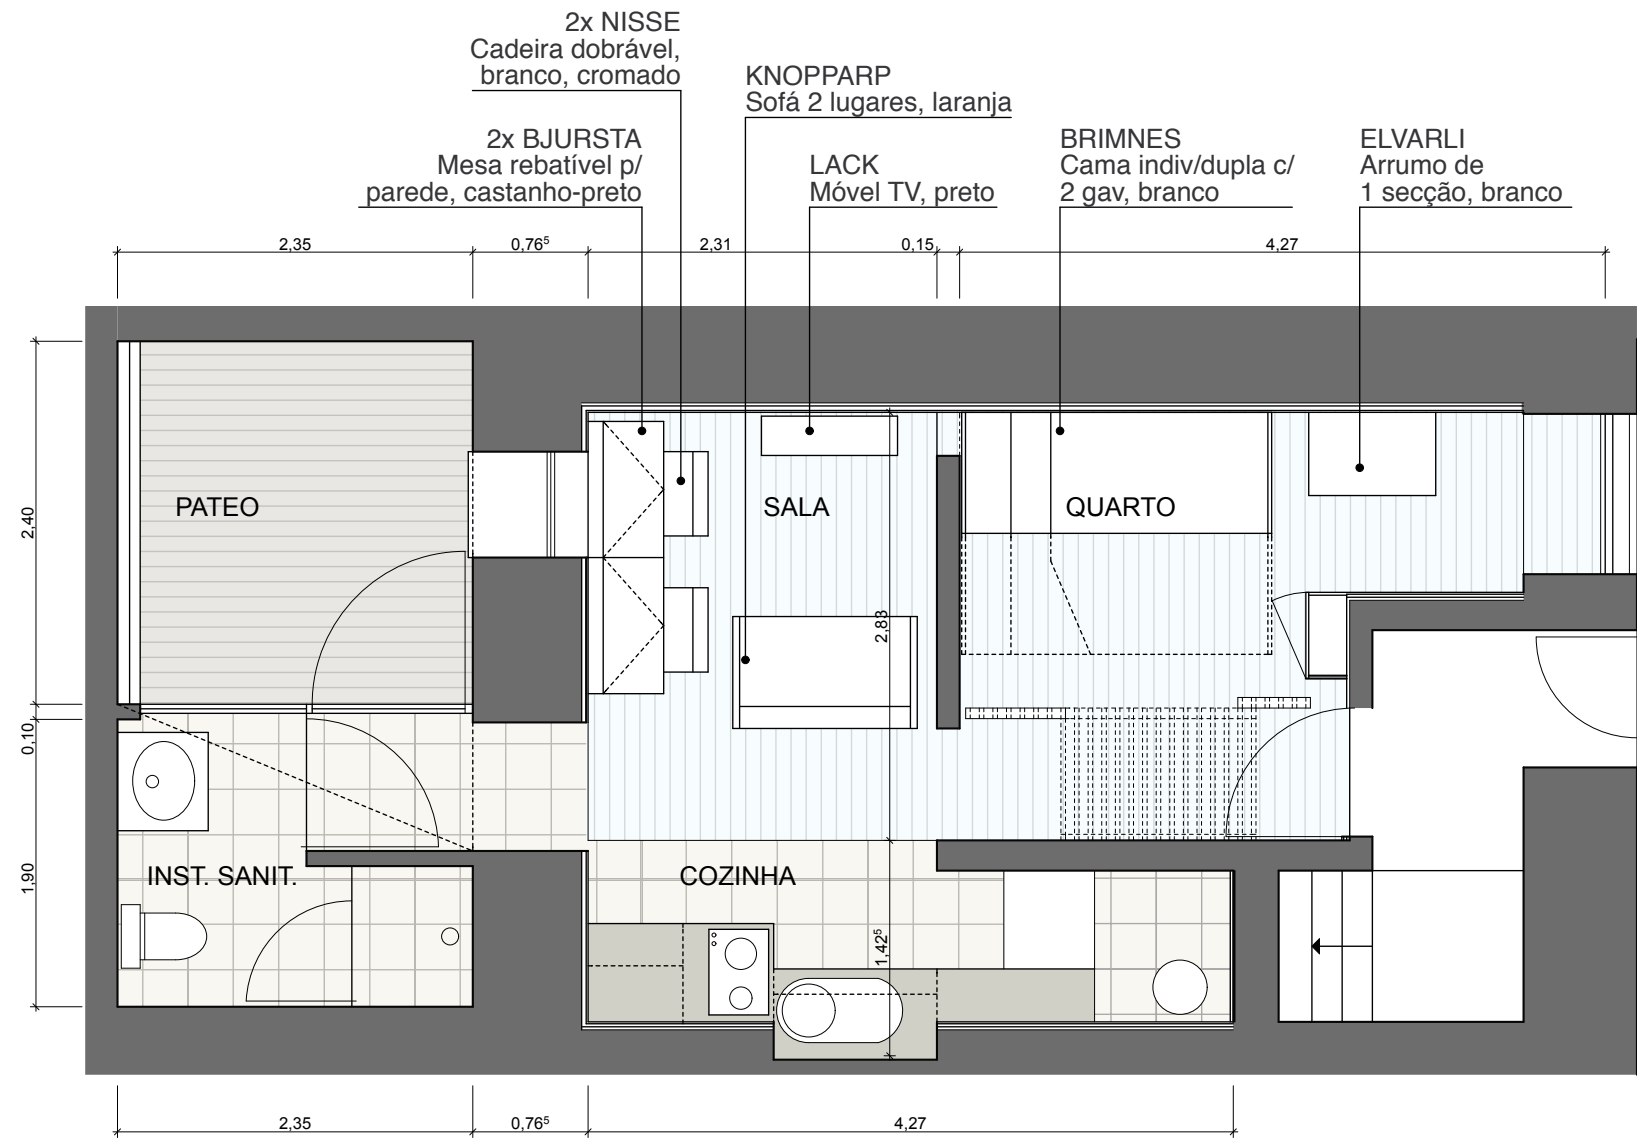 2x NISSE
Cadeira dobrável,
branco, cromado
KNOPPARP
Sofá 2 lugares, laranja
2x BJURSTA
Mesa rebatível p/
parede, castanho-preto
LACK
Móvel TV, preto
BRIMNES
Cama indiv/dupla c/
2 gav, branco
ELVARLI
Arrumo de
1 secção, branco
2,35
0,76⁵
2,31
0,15
4,27
PATEO
SALA
QUARTO
2,40
2,83
0,10
INST. SANIT.
COZINHA
1,90
1,42⁵
2,35
0,76⁵
4,27